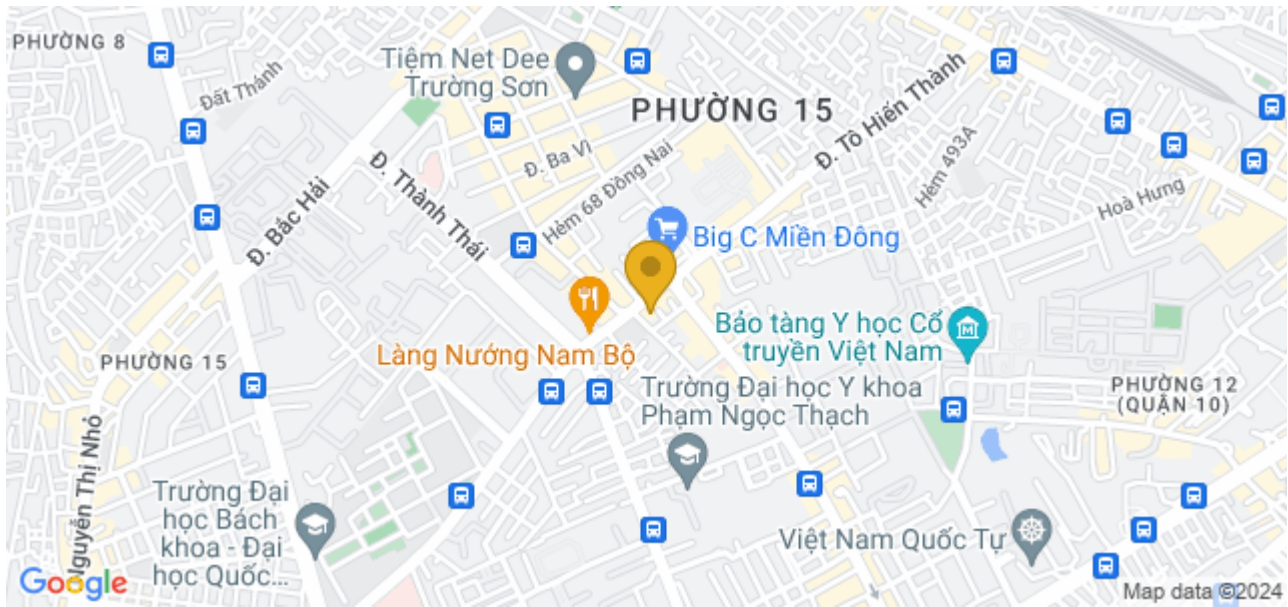 PHƯỜNG 8
Tiệm Net Dee
Trường Sơn
Đất Thánh
PHƯỜNG 15
Đ. Tô Hiến Thành
Đ. Ba Vì
Hẻm 68 Đồng Nai
Hẻm 493A
Hoà Hưng
Đ. Thành Thái
Đ. Bắc Hải
Big C Miền Đông
Bảo tàng Y học Cổ
truyền Việt Nam
Làng Nướng Nam Bộ
PHƯỜNG 15
Trường Đại học Y khoa
Phạm Ngọc Thạch
PHƯỜNG 12
(QUẬN 10)
Nguyễn Thị Nhỏ
Trường Đại
học Bách
khoa - Đại
học Quốc...
Việt Nam Quốc Tự
Google
Map data ©2024